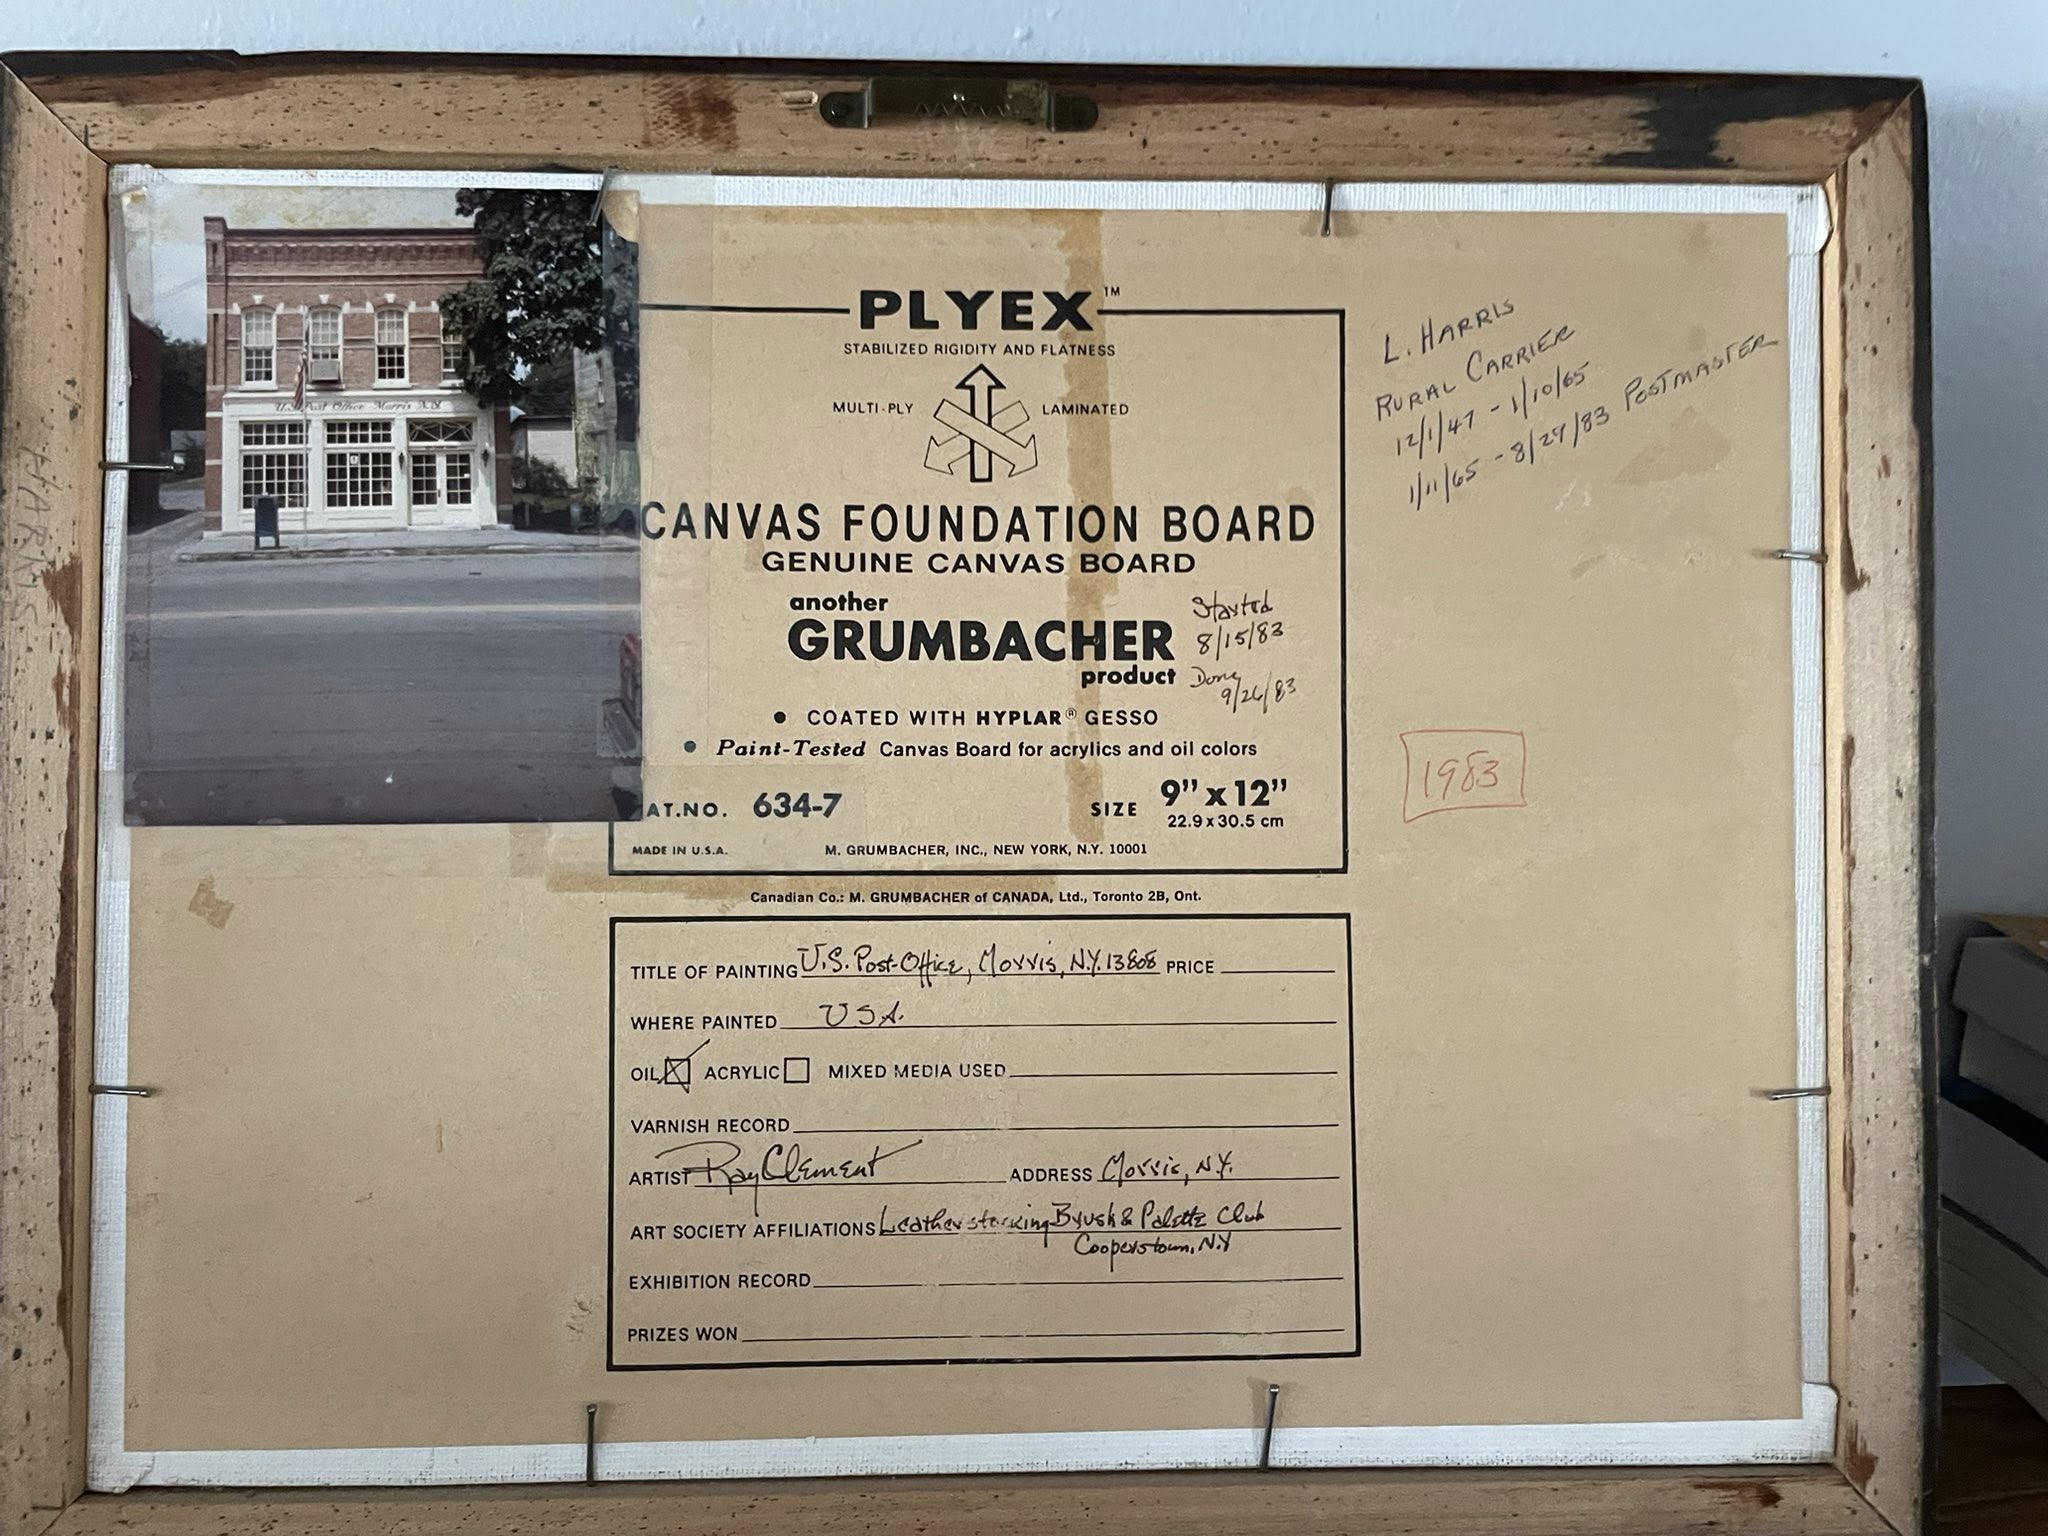 U.S. Post Office Morris N.Y.
PLYEX™
STABILIZED RIGIDITY AND FLATNESS
MULTI-PLY LAMINATED
CANVAS FOUNDATION BOARD
GENUINE CANVAS BOARD
another
GRUMBACHER
product
Started
8/15/83
Done
9/26/83
• COATED WITH HYPLAR® GESSO
• Paint-Tested Canvas Board for acrylics and oil colors
AT.NO. 634-7 SIZE 9" x 12"
22.9 x 30.5 cm
MADE IN U.S.A. M. GRUMBACHER, INC., NEW YORK, N.Y. 10001
Canadian Co.: M. GRUMBACHER of CANADA, Ltd., Toronto 2B, Ont.
L. HARRIS
RURAL CARRIER
12/1/47 - 1/10/65
1/11/65 - 8/27/83 POSTMASTER
1983
HARRIS
TITLE OF PAINTING U.S. Post-Office, Morris, N.Y. 13808 PRICE
WHERE PAINTED USA.
OIL ACRYLIC MIXED MEDIA USED
VARNISH RECORD
ARTIST Ray Clement ADDRESS Morris, N.Y.
ART SOCIETY AFFILIATIONS Leatherstocking Brush & Palette Club
Cooperstown, N.Y
EXHIBITION RECORD
PRIZES WON